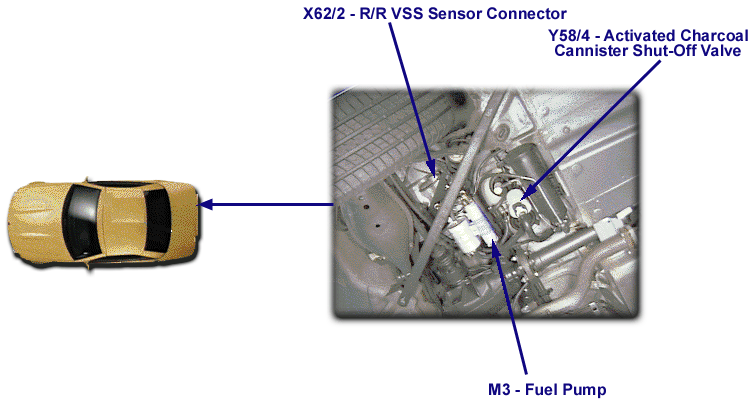 X62/2 - R/R VSS Sensor Connector
Y58/4 - Activated Charcoal
Cannister Shut-Off Valve
M3 - Fuel Pump